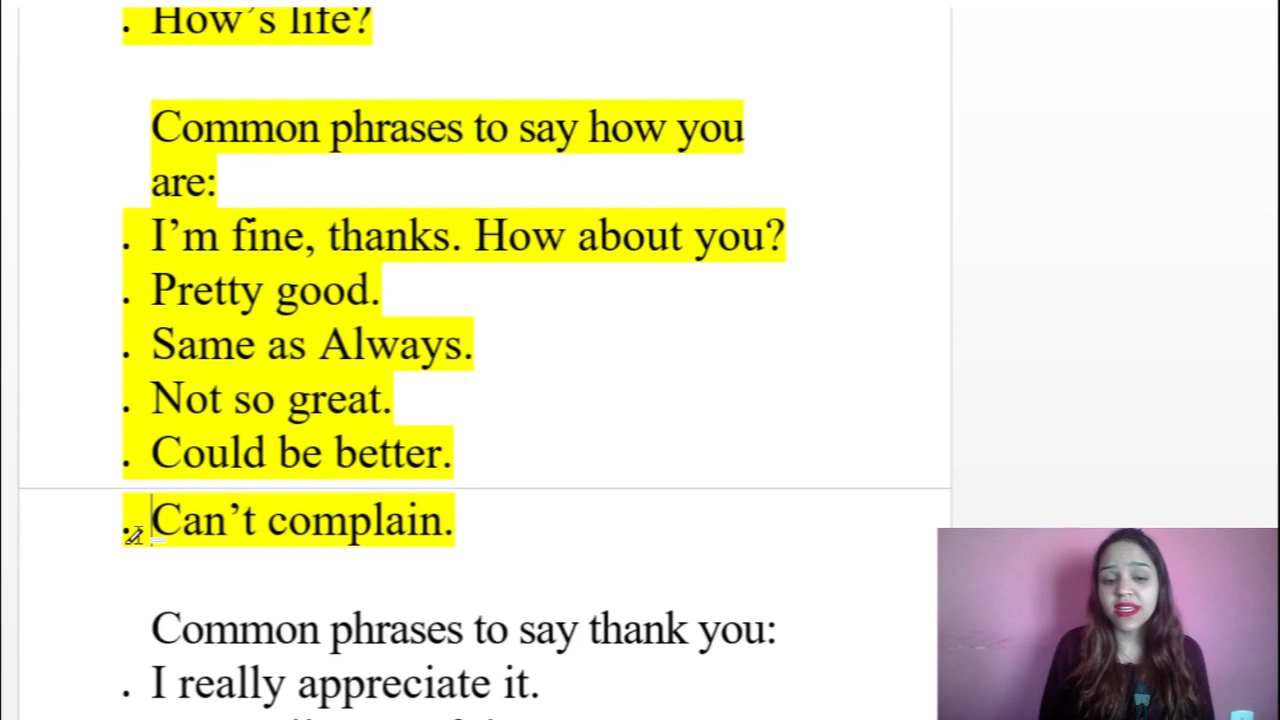 . How's life?
Common phrases to say how you
are:
. I'm fine, thanks. How about you?
. Pretty good.
. Same as Always.
. Not so great.
. Could be better.
. Can't complain.
Common phrases to say thank you:
. I really appreciate it.